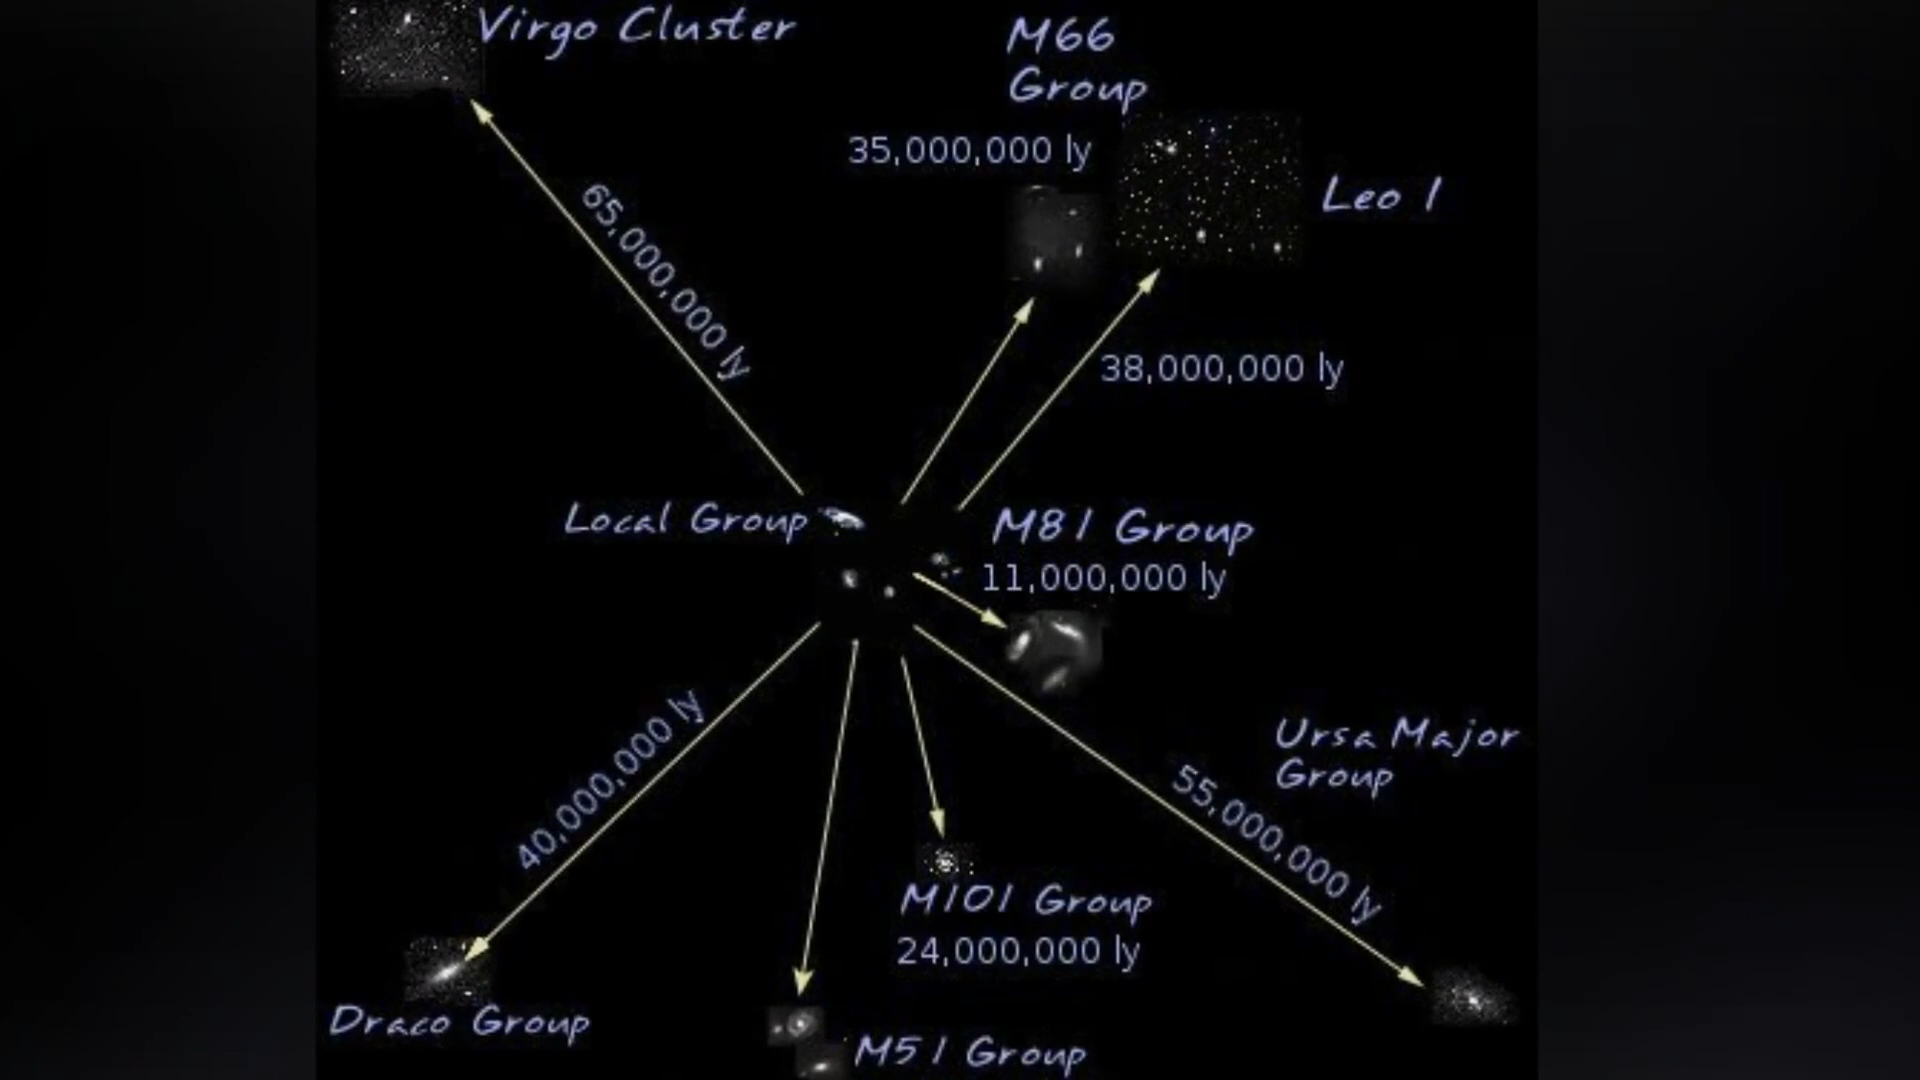 Virgo Cluster
M66
Group
35,000,000 ly
Leo I
65,000,000 ly
38,000,000 ly
Local Group
M81 Group
11,000,000 ly
Ursa Major
Group
40,000,000 ly
55,000,000 ly
M101 Group
24,000,000 ly
Draco Group
M51 Group